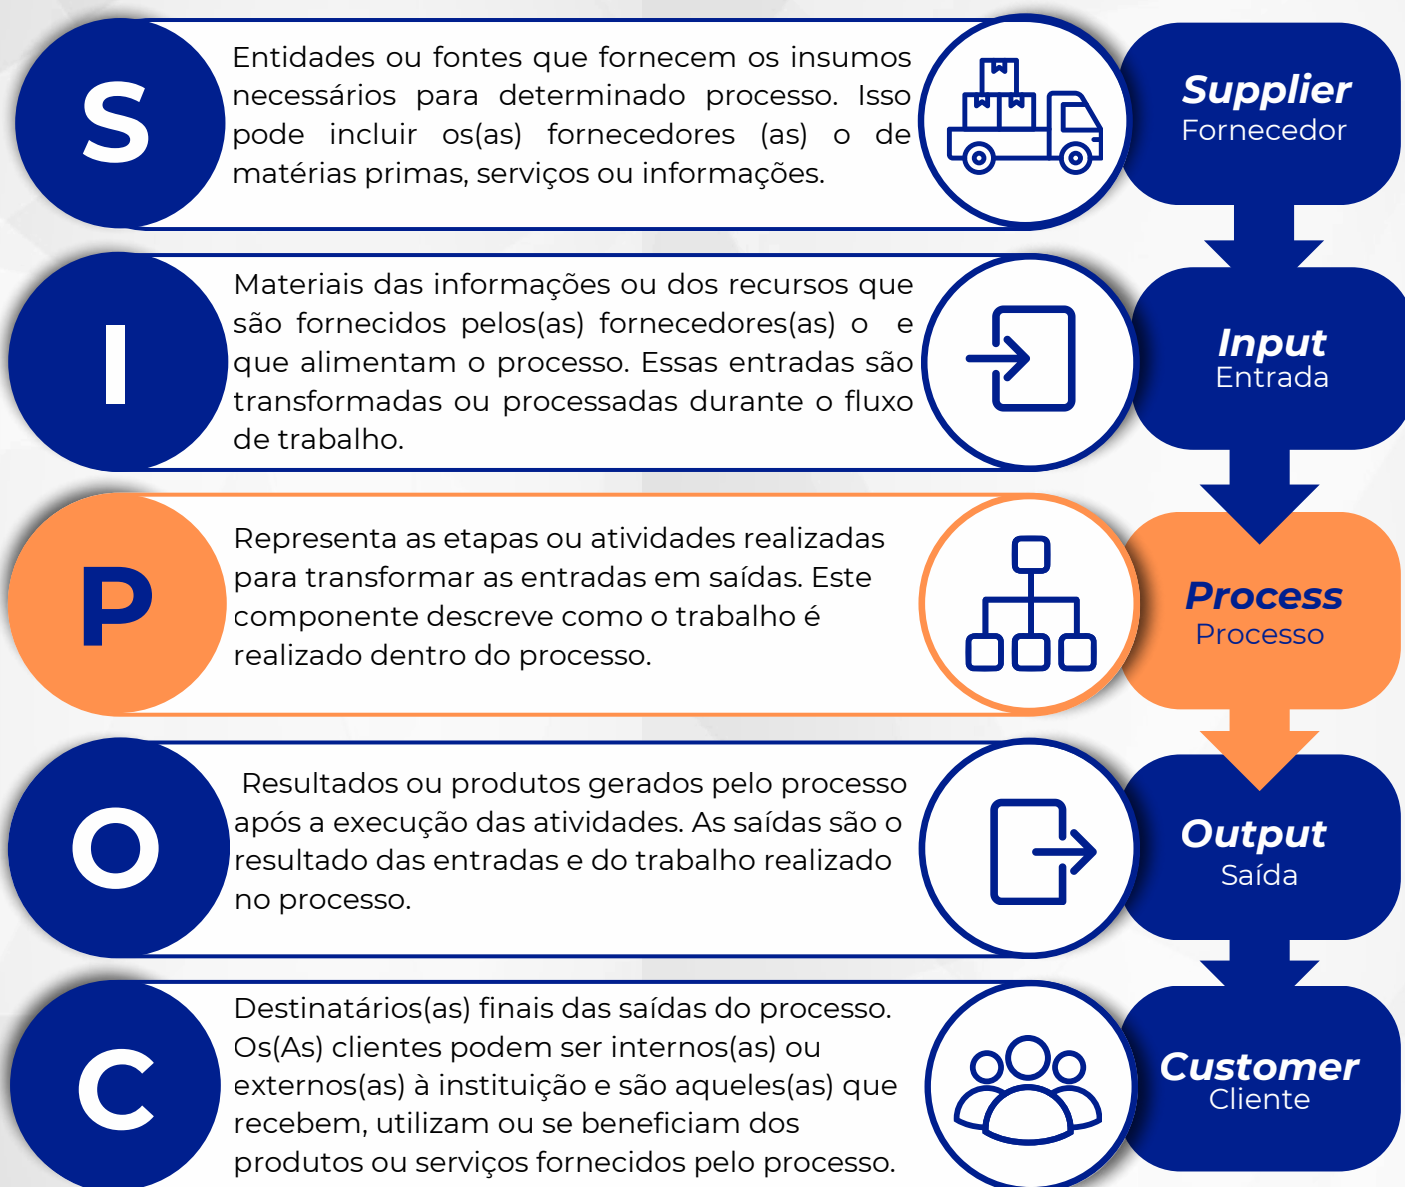 S
Entidades ou fontes que fornecem os insumos
necessários para determinado processo. Isso
pode incluir os(as) fornecedores (as) o de
matérias primas, serviços ou informações.
Supplier
Fornecedor
I
Materiais das informações ou dos recursos que
são fornecidos pelos(as) fornecedores(as) o e
que alimentam o processo. Essas entradas são
transformadas ou processadas durante o fluxo
de trabalho.
Input
Entrada
P
Representa as etapas ou atividades realizadas
para transformar as entradas em saídas. Este
componente descreve como o trabalho é
realizado dentro do processo.
Process
Processo
O
Resultados ou produtos gerados pelo processo
após a execução das atividades. As saídas são o
resultado das entradas e do trabalho realizado
no processo.
Output
Saída
C
Destinatários(as) finais das saídas do processo.
Os(As) clientes podem ser internos(as) ou
externos(as) à instituição e são aqueles(as) que
recebem, utilizam ou se beneficiam dos
produtos ou serviços fornecidos pelo processo.
Customer
Cliente